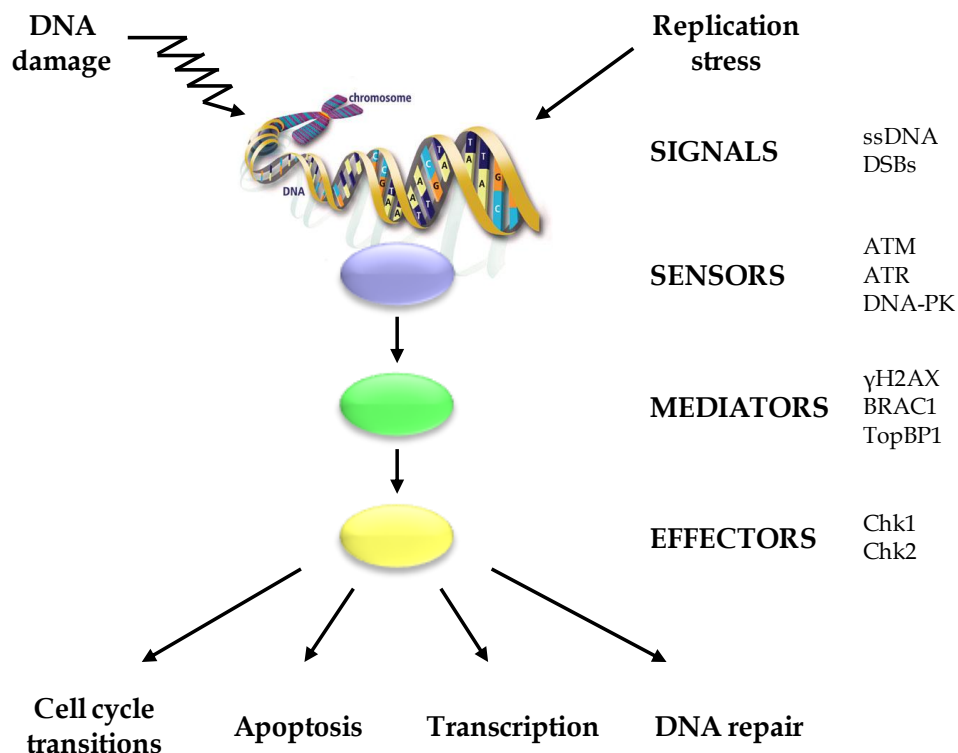 DNA
damage
Replication
stress
chromosome
DNA
C
C
G
T
A
A
A
T
A
C
G
T
T
A
T
A
T
G
C
SIGNALS
ssDNA
DSBs
SENSORS
ATM
ATR
DNA-PK
MEDIATORS
γH2AX
BRAC1
TopBP1
EFFECTORS
Chk1
Chk2
Cell cycle
transitions
Apoptosis
Transcription
DNA repair